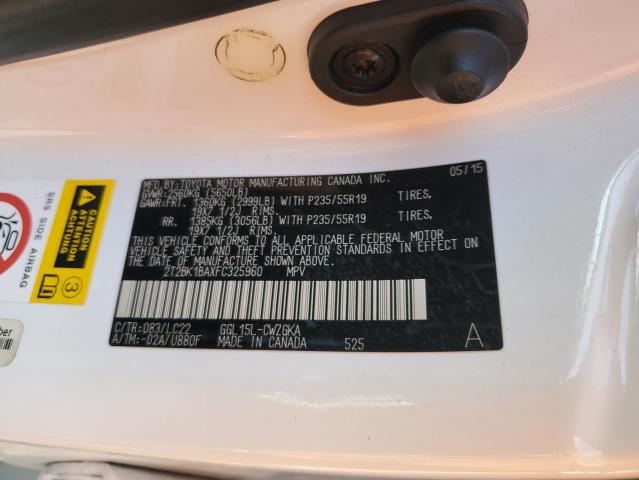 MFD.BY:TOYOTA MOTOR MANUFACTURING CANADA INC. 05/15
GVWR:2560KG (5650LB)
GAWR:FRT. 1360KG (2999LB) WITH P235/55R19 TIRES,
19X7 1/2J RIMS.
RR. 1385KG (3056LB) WITH P235/55R19 TIRES,
19X7 1/2J RIMS.
THIS VEHICLE CONFORMS TO ALL APPLICABLE FEDERAL MOTOR
VEHICLE SAFETY AND THEFT PREVENTION STANDARDS IN EFFECT ON
THE DATE OF MANUFACTURE SHOWN ABOVE.
2T2BK1BAXFC325960 MPV
C/TR:083/LC22 GGL15L-CWZGKA
A/TM:-02A/U880F MADE IN CANADA 525 A
SRS SIDE AIRBAG
3
ber